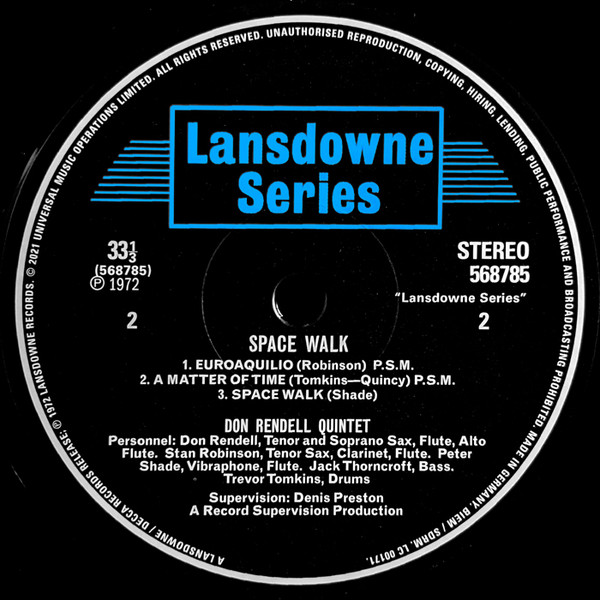 A LANSDOWNE / DECCA RECORDS RELEASE; ℗ 1972 LANSDOWNE RECORDS. © 2021 UNIVERSAL MUSIC OPERATIONS LIMITED. ALL RIGHTS RESERVED. UNAUTHORISED REPRODUCTION, COPYING, HIRING, LENDING, PUBLIC PERFORMANCE AND BROADCASTING PROHIBITED. MADE IN GERMANY. BIEM / SDRM. LC 00171.
Lansdowne
Series
33⅓
(568785)
℗ 1972
2
STEREO
568785
"Lansdowne Series"
2
SPACE WALK
1. EUROAQUILIO (Robinson) P.S.M.
2. A MATTER OF TIME (Tomkins—Quincy) P.S.M.
3. SPACE WALK (Shade)
DON RENDELL QUINTET
Personnel: Don Rendell, Tenor and Soprano Sax, Flute, Alto
Flute. Stan Robinson, Tenor Sax, Clarinet, Flute. Peter
Shade, Vibraphone, Flute. Jack Thorncroft, Bass.
Trevor Tomkins, Drums
Supervision: Denis Preston
A Record Supervision Production